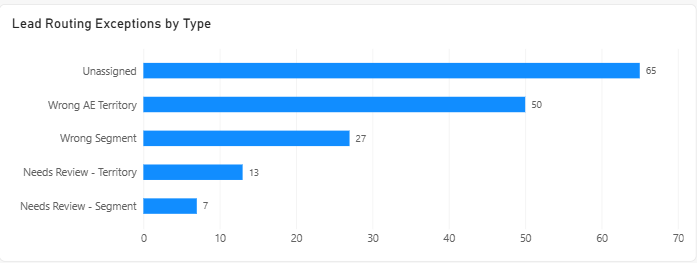 Lead Routing Exceptions by Type
Unassigned 65
Wrong AE Territory 50
Wrong Segment 27
Needs Review - Territory 13
Needs Review - Segment 7
0 10 20 30 40 50 60 70